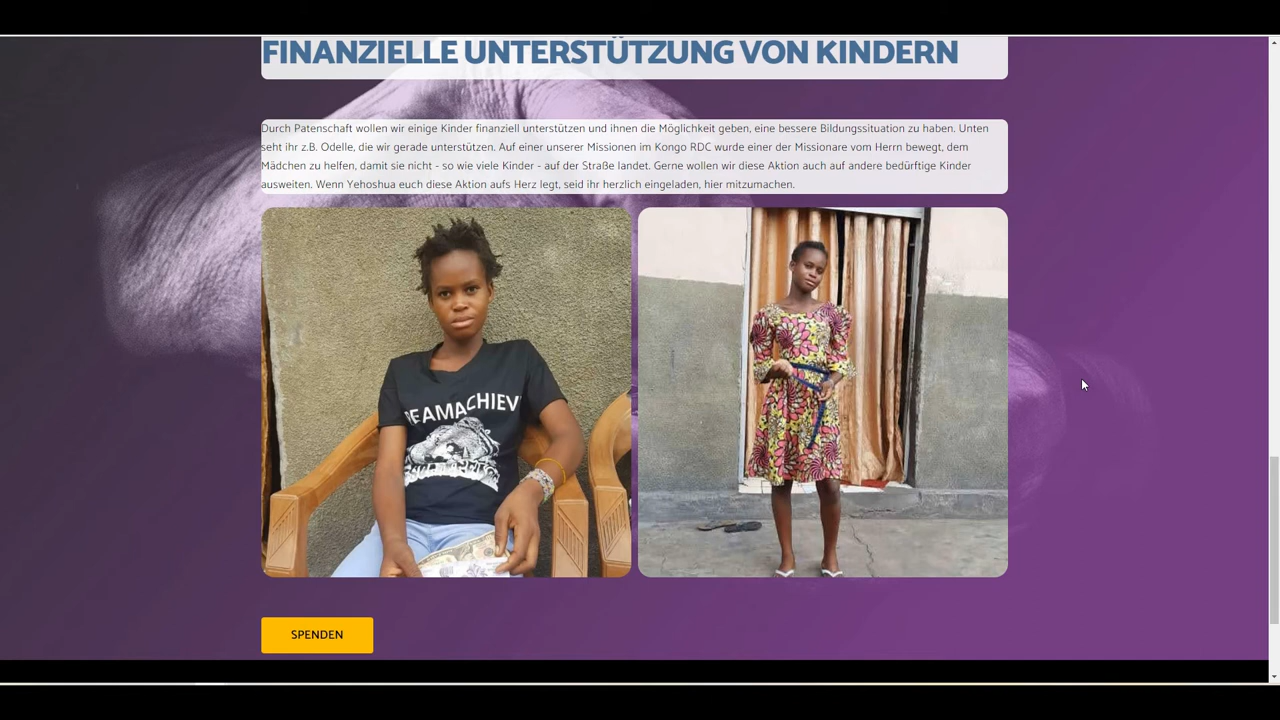 FINANZIELLE UNTERSTÜTZUNG VON KINDERN
Durch Patenschaft wollen wir einige Kinder finanziell unterstützen und ihnen die Möglichkeit geben, eine bessere Bildungssituation zu haben. Unten
seht ihr z.B. Odelle, die wir gerade unterstützen. Auf einer unserer Missionen im Kongo RDC wurde einer der Missionare vom Herrn bewegt, dem
Mädchen zu helfen, damit sie nicht - so wie viele Kinder - auf der Straße landet. Gerne wollen wir diese Aktion auch auf andere bedürftige Kinder
ausweiten. Wenn Yehoshua euch diese Aktion aufs Herz legt, seid ihr herzlich eingeladen, hier mitzumachen.
EAMACHIEV
SPENDEN